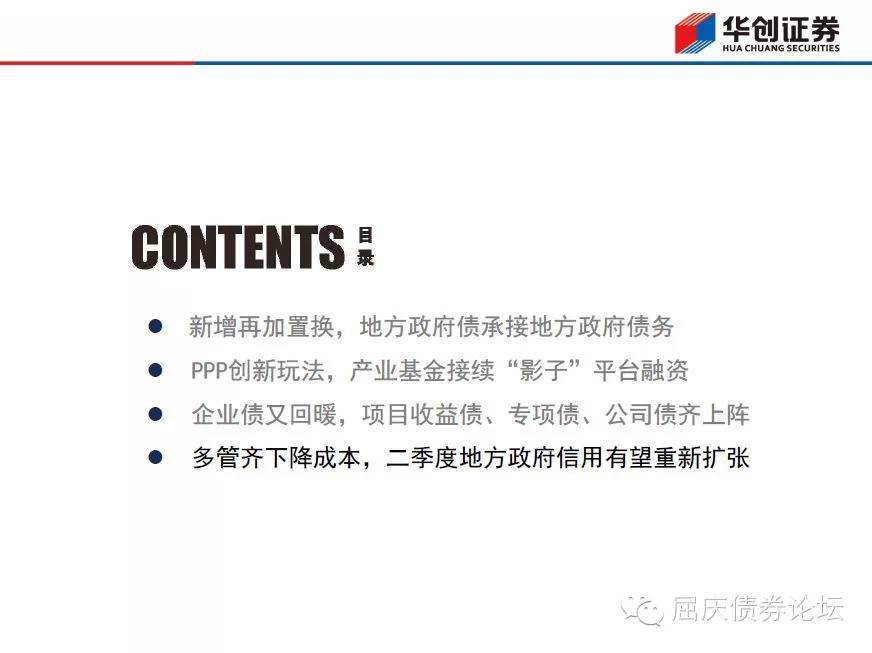 华创证券
HUA CHUANG SECURITIES
CONTENTS 目录
新增再加置换，地方政府债承接地方政府债务
PPP创新玩法，产业基金接续“影子”平台融资
企业债又回暖，项目收益债、专项债、公司债齐上阵
多管齐下降成本，二季度地方政府信用有望重新扩张
屈庆债券论坛